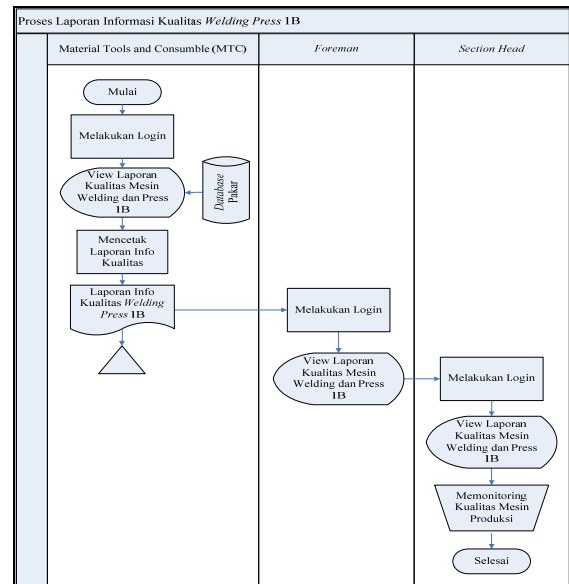 Proses Laporan Informasi Kualitas Welding Press 1B
Material Tools and Consumble (MTC)
Foreman
Section Head
Mulai
Melakukan Login
View Laporan
Kualitas Mesin
Welding dan Press
1B
Database
Pakar
Mencetak
Laporan Info
Kualitas
Laporan Info
Kualitas Welding
Press 1B
Melakukan Login
View Laporan
Kualitas Mesin
Welding dan Press
1B
Melakukan Login
View Laporan
Kualitas Mesin
Welding dan Press
1B
Memonitoring
Kualitas Mesin
Produksi
Selesai